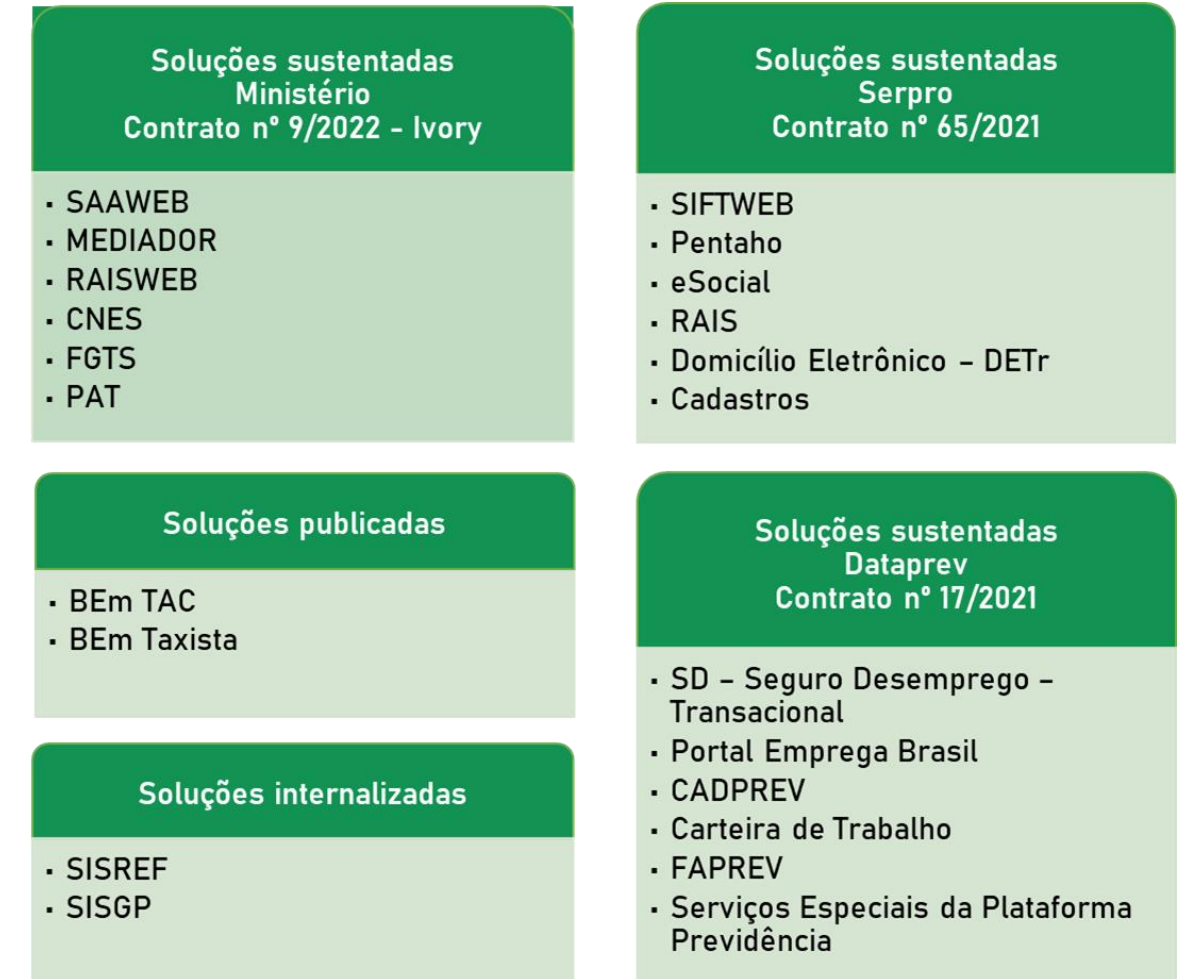 Soluções sustentadas
Ministério
Contrato nº 9/2022 - Ivory
▪ SAAWEB
▪ MEDIADOR
▪ RAISWEB
▪ CNES
▪ FGTS
▪ PAT
Soluções sustentadas
Serpro
Contrato nº 65/2021
▪ SIFTWEB
▪ Pentaho
▪ eSocial
▪ RAIS
▪ Domicílio Eletrônico – DETr
▪ Cadastros
Soluções publicadas
▪ BEm TAC
▪ BEm Taxista
Soluções internalizadas
▪ SISREF
▪ SISGP
Soluções sustentadas
Dataprev
Contrato nº 17/2021
▪ SD – Seguro Desemprego –
Transacional
▪ Portal Emprega Brasil
▪ CADPREV
▪ Carteira de Trabalho
▪ FAPREV
▪ Serviços Especiais da Plataforma
Previdência